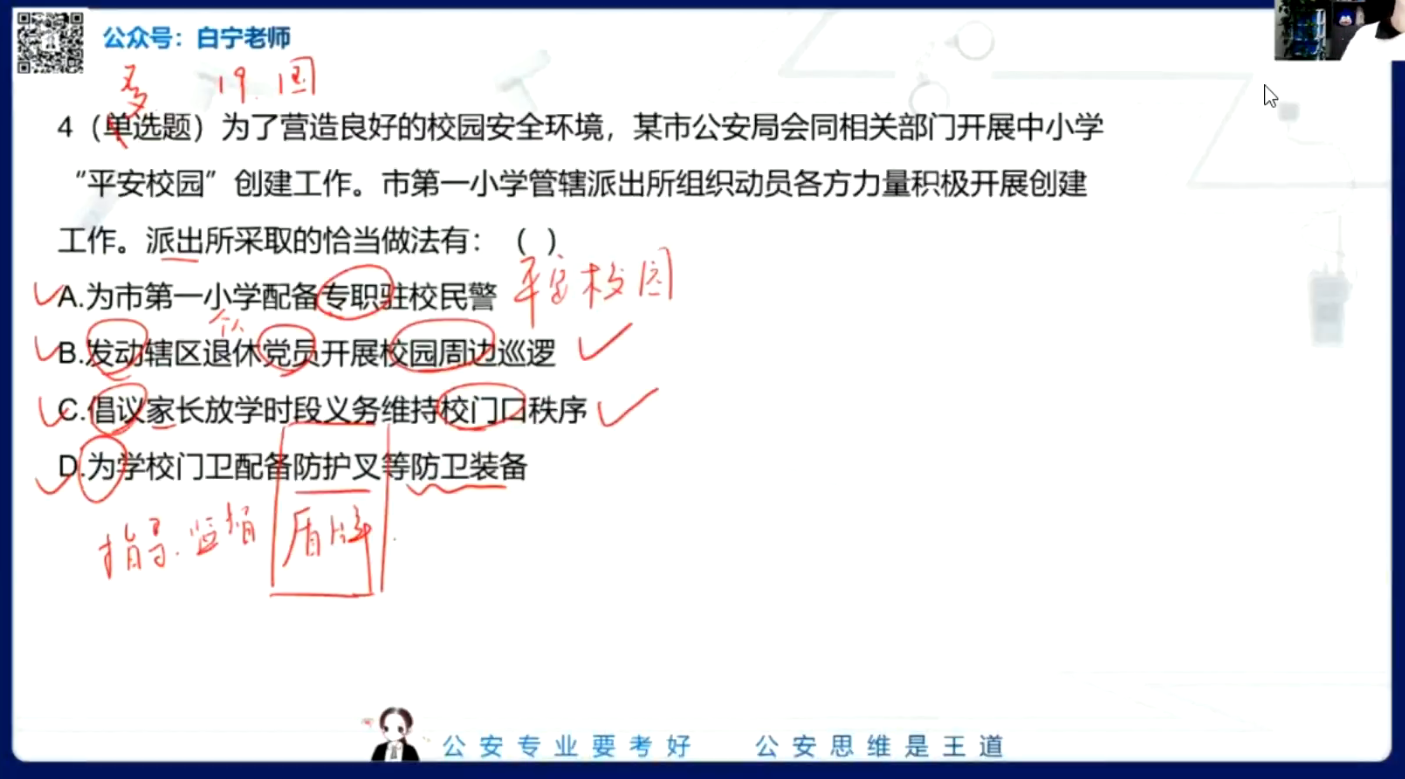 公众号：白宁老师
多 19.国
4（单选题）为了营造良好的校园安全环境，某市公安局会同相关部门开展中小学
“平安校园”创建工作。市第一小学管辖派出所组织动员各方力量积极开展创建
工作。派出所采取的恰当做法有：（ ）
A.为市第一小学配备专职驻校民警 平安校园
个人
B.发动辖区退休党员开展校园周边巡逻
C.倡议家长放学时段义务维持校门口秩序
D.为学校门卫配备防护叉等防卫装备
指导.监督 盾牌
公安专业要考好 公安思维是王道